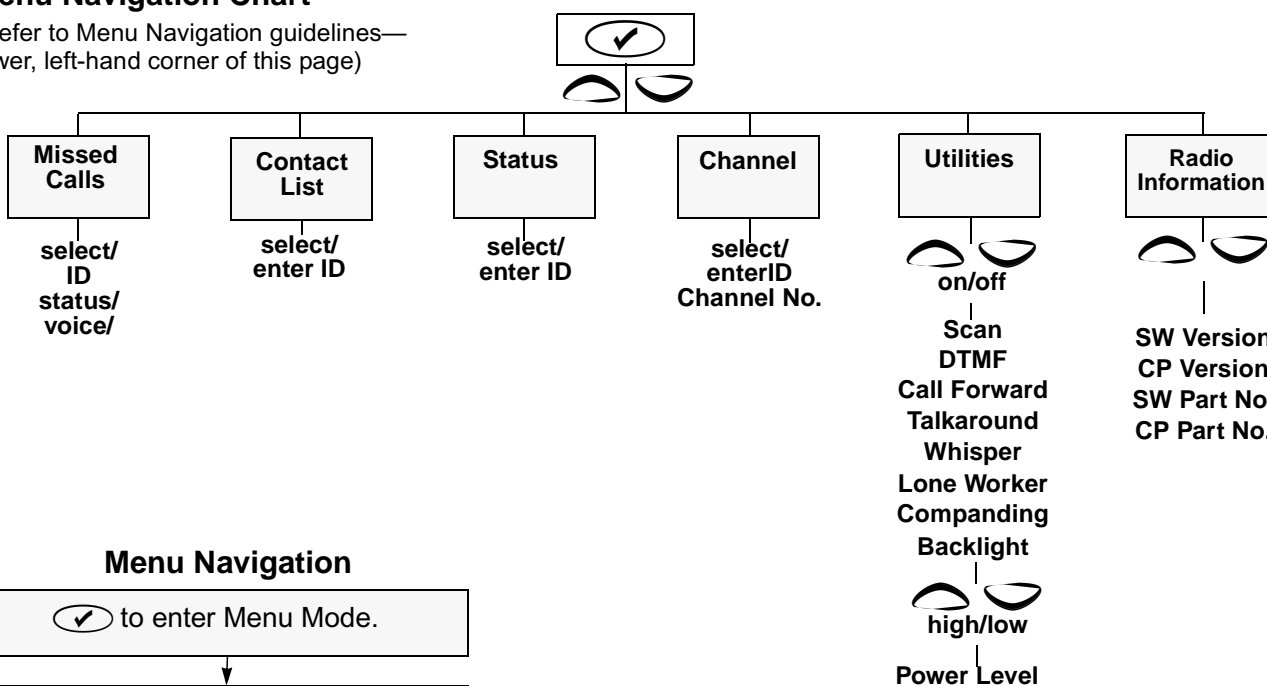 enu Navigation Chart
efer to Menu Navigation guidelines—
wer, left-hand corner of this page)
Missed
Calls
select/
ID
status/
voice/
Contact
List
select/
enter ID
Status
select/
enter ID
Channel
select/
enterID
Channel No.
Utilities
on/off
Scan
DTMF
Call Forward
Talkaround
Whisper
Lone Worker
Companding
Backlight
high/low
Power Level
Radio
Information
SW Version
CP Version
SW Part No
CP Part No.
Menu Navigation
to enter Menu Mode.